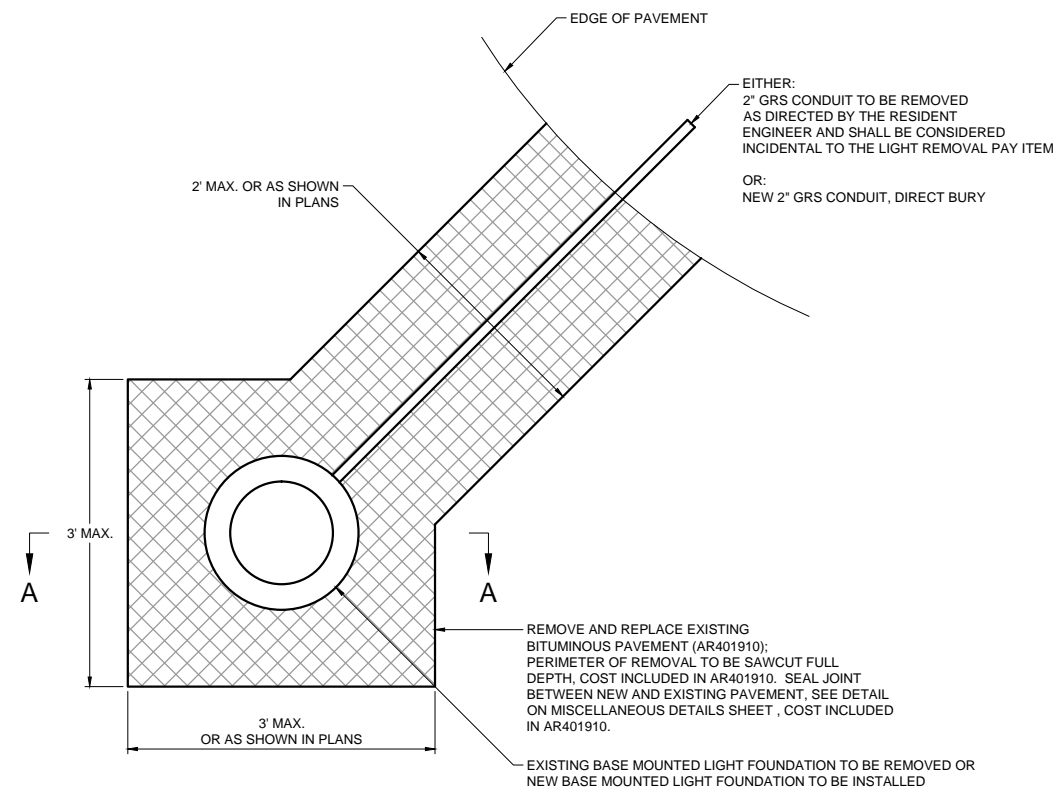 EDGE OF PAVEMENT
EITHER:
2" GRS CONDUIT TO BE REMOVED
AS DIRECTED BY THE RESIDENT
ENGINEER AND SHALL BE CONSIDERED
INCIDENTAL TO THE LIGHT REMOVAL PAY ITEM
OR:
NEW 2" GRS CONDUIT, DIRECT BURY
2' MAX. OR AS SHOWN
IN PLANS
3' MAX.
A
A
REMOVE AND REPLACE EXISTING
BITUMINOUS PAVEMENT (AR401910);
PERIMETER OF REMOVAL TO BE SAWCUT FULL
DEPTH, COST INCLUDED IN AR401910. SEAL JOINT
BETWEEN NEW AND EXISTING PAVEMENT, SEE DETAIL
ON MISCELLANEOUS DETAILS SHEET , COST INCLUDED
IN AR401910.
3' MAX.
OR AS SHOWN IN PLANS
EXISTING BASE MOUNTED LIGHT FOUNDATION TO BE REMOVED OR
NEW BASE MOUNTED LIGHT FOUNDATION TO BE INSTALLED